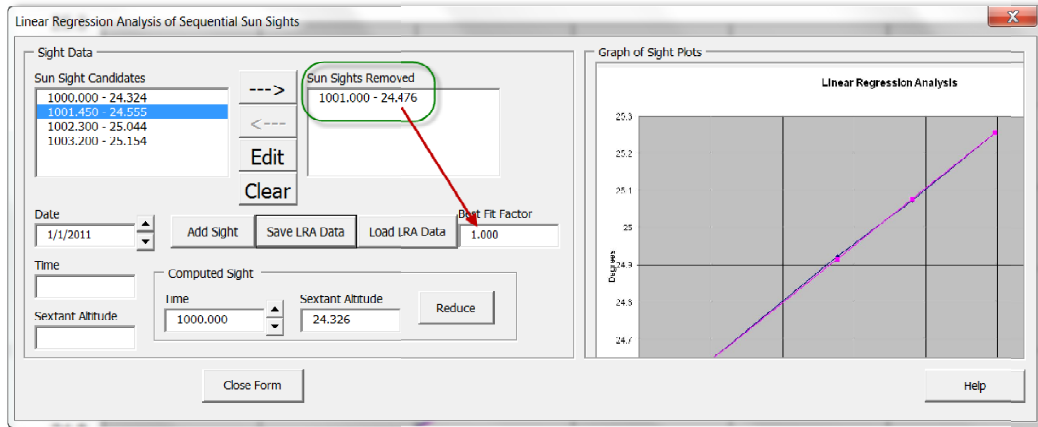 Linear Regression Analysis of Sequential Sun Sights
X
Sight Data
Sun Sight Candidates
1000.000 - 24.324
1001.450 - 24.555
1002.300 - 25.044
1003.200 - 25.154
--->
<---
Edit
Clear
Sun Sights Removed
1001.000 - 24.476
Date
1/1/2011
Add Sight
Save LRA Data
Load LRA Data
Best Fit Factor
1.000
Time
Sextant Altitude
Computed Sight
Time
1000.000
Sextant Altitude
24.326
Reduce
Close Form
Graph of Sight Plots
Linear Regression Analysis
25.3
25.2
25.1
25
24.9
24.8
24.7
Degrees
Help